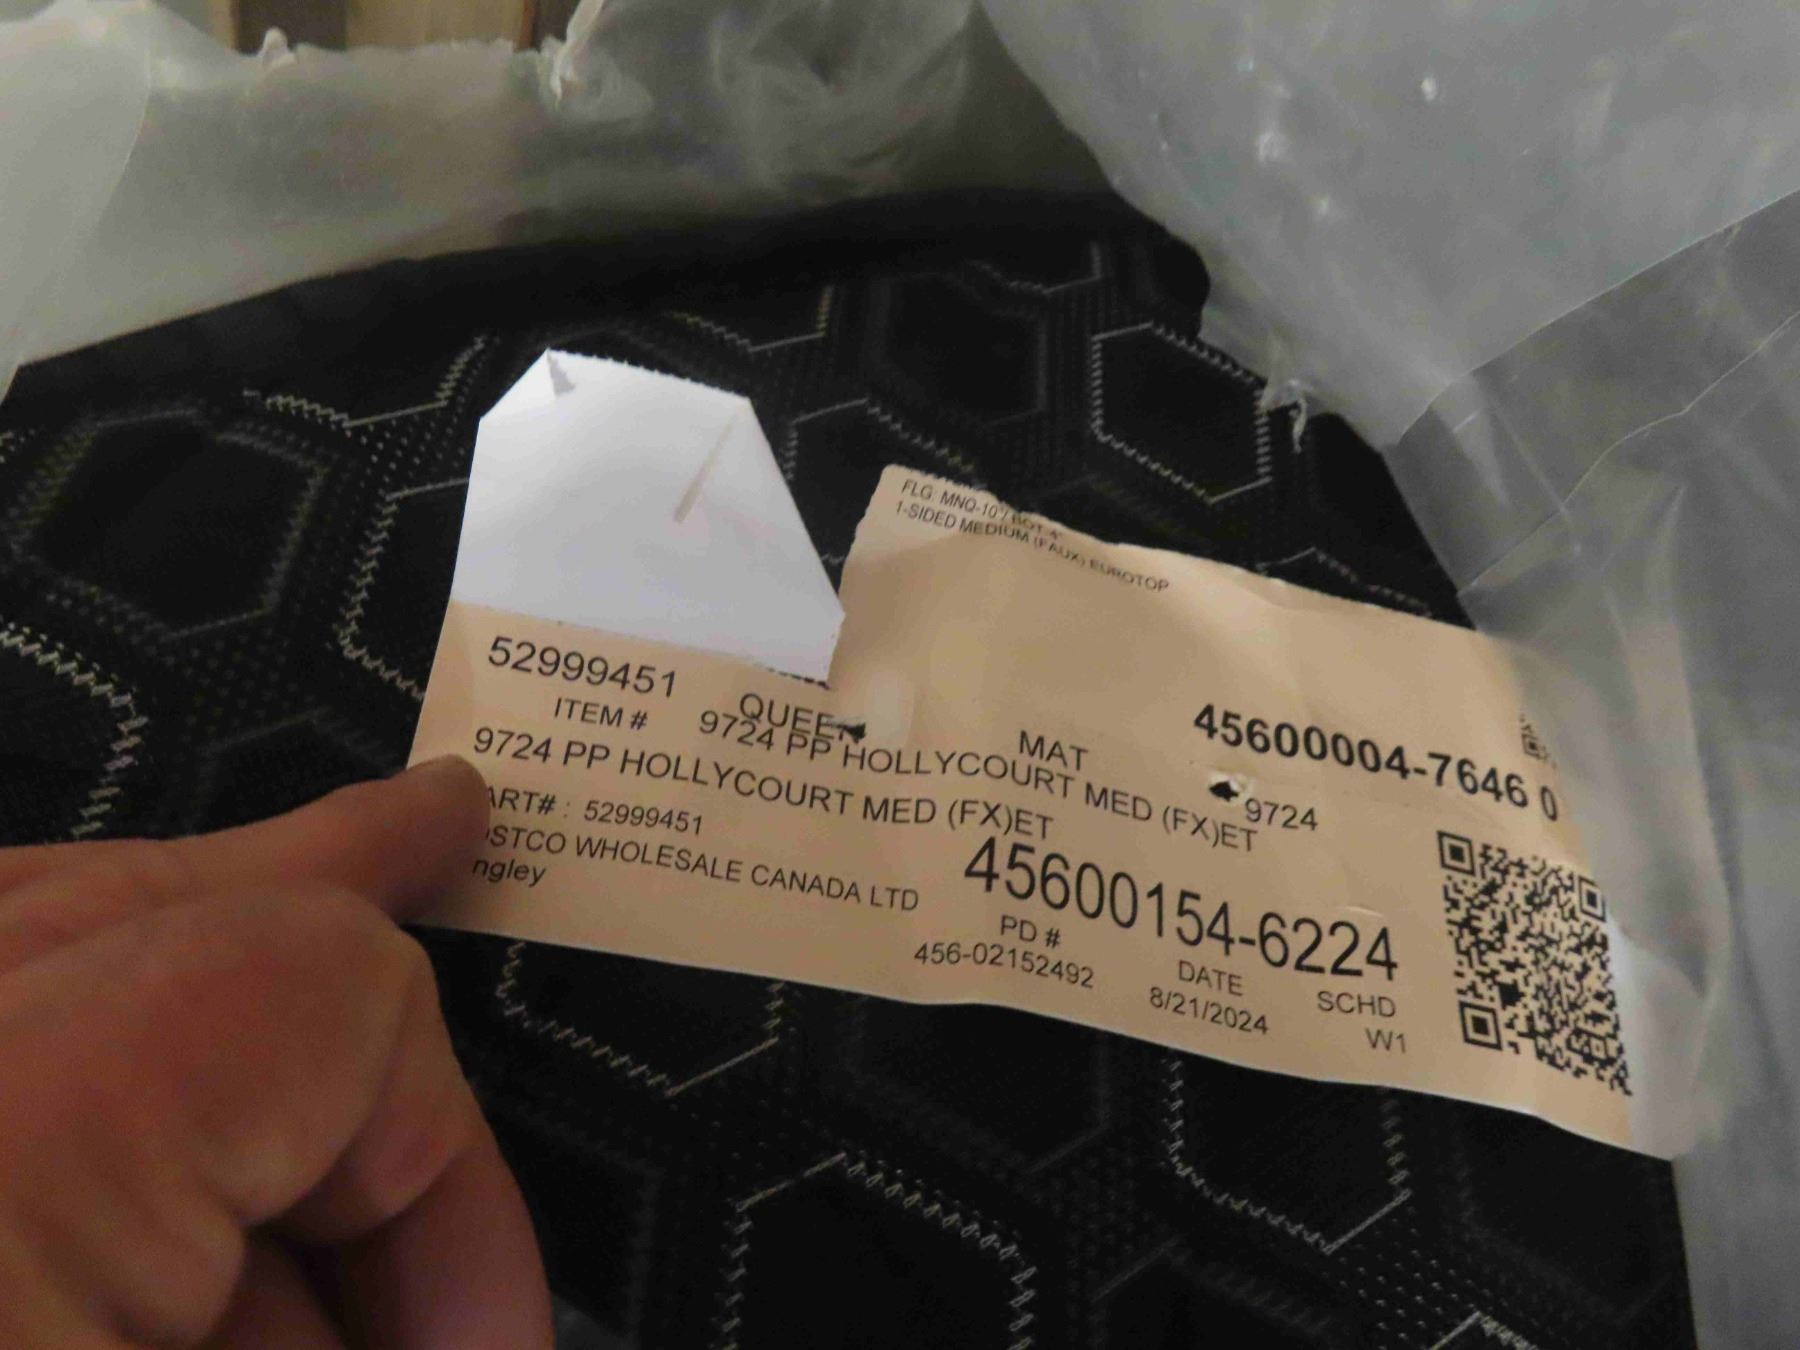 FLG: MNQ-10"/ BOT-4"
1-SIDED MEDIUM (FAUX) EUROTOP
52999451 QUEEN MAT 45600004-7646 0
ITEM # 9724 PP HOLLYCOURT MED (FX)ET 9724
9724 PP HOLLYCOURT MED (FX)ET
ART# : 52999451
OSTCO WHOLESALE CANADA LTD 45600154-6224
ngley
PD # DATE SCHD
456-02152492 8/21/2024 W1